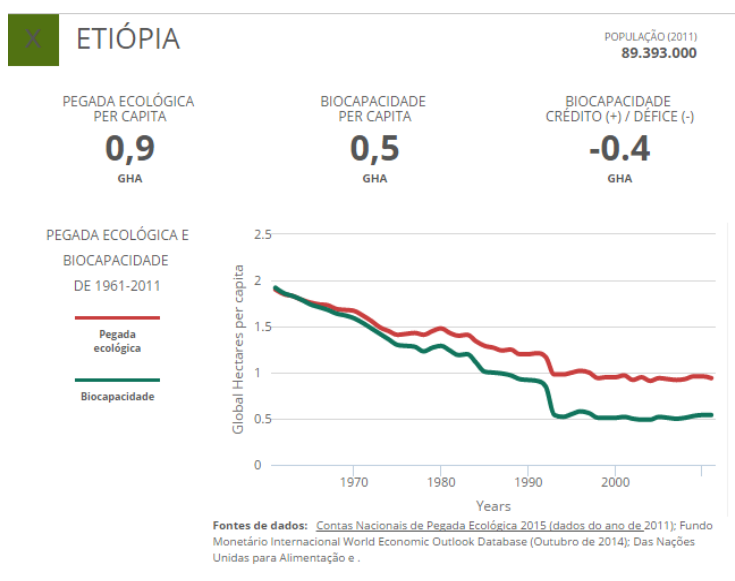 X
ETIÓPIA
POPULAÇÃO (2011)
89.393.000
PEGADA ECOLÓGICA
PER CAPITA
0,9
GHA
BIOCAPACIDADE
PER CAPITA
0,5
GHA
BIOCAPACIDADE
CRÉDITO (+) / DÉFICE (-)
-0.4
GHA
PEGADA ECOLÓGICA E
BIOCAPACIDADE
DE 1961-2011
Pegada
ecológica
Biocapacidade
Global Hectares per capita
2.5
2
1.5
1
0.5
0
1970
1980
1990
2000
Years
Fontes de dados: Contas Nacionais de Pegada Ecológica 2015 (dados do ano de 2011); Fundo
Monetário Internacional World Economic Outlook Database (Outubro de 2014); Das Nações
Unidas para Alimentação e .